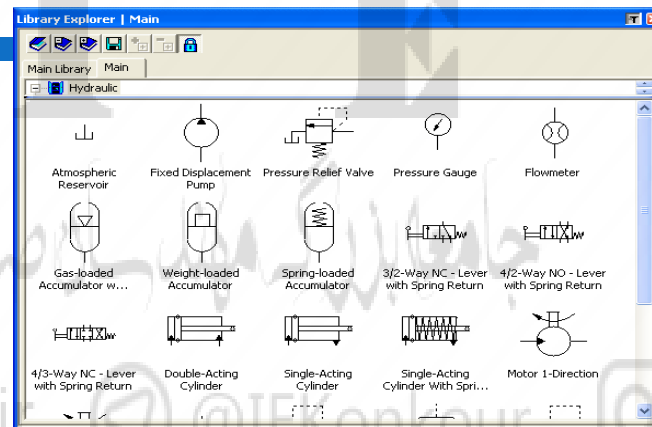 Library Explorer | Main
Main Library Main
Hydraulic
Atmospheric
Reservoir
Fixed Displacement
Pump
Pressure Relief Valve
Pressure Gauge
Flowmeter
Gas-loaded
Accumulator w...
Weight-loaded
Accumulator
Spring-loaded
Accumulator
3/2-Way NC - Lever
with Spring Return
4/2-Way NO - Lever
with Spring Return
4/3-Way NC - Lever
with Spring Return
Double-Acting
Cylinder
Single-Acting
Cylinder
Single-Acting
Cylinder With Spri...
Motor 1-Direction
@IEKonkour